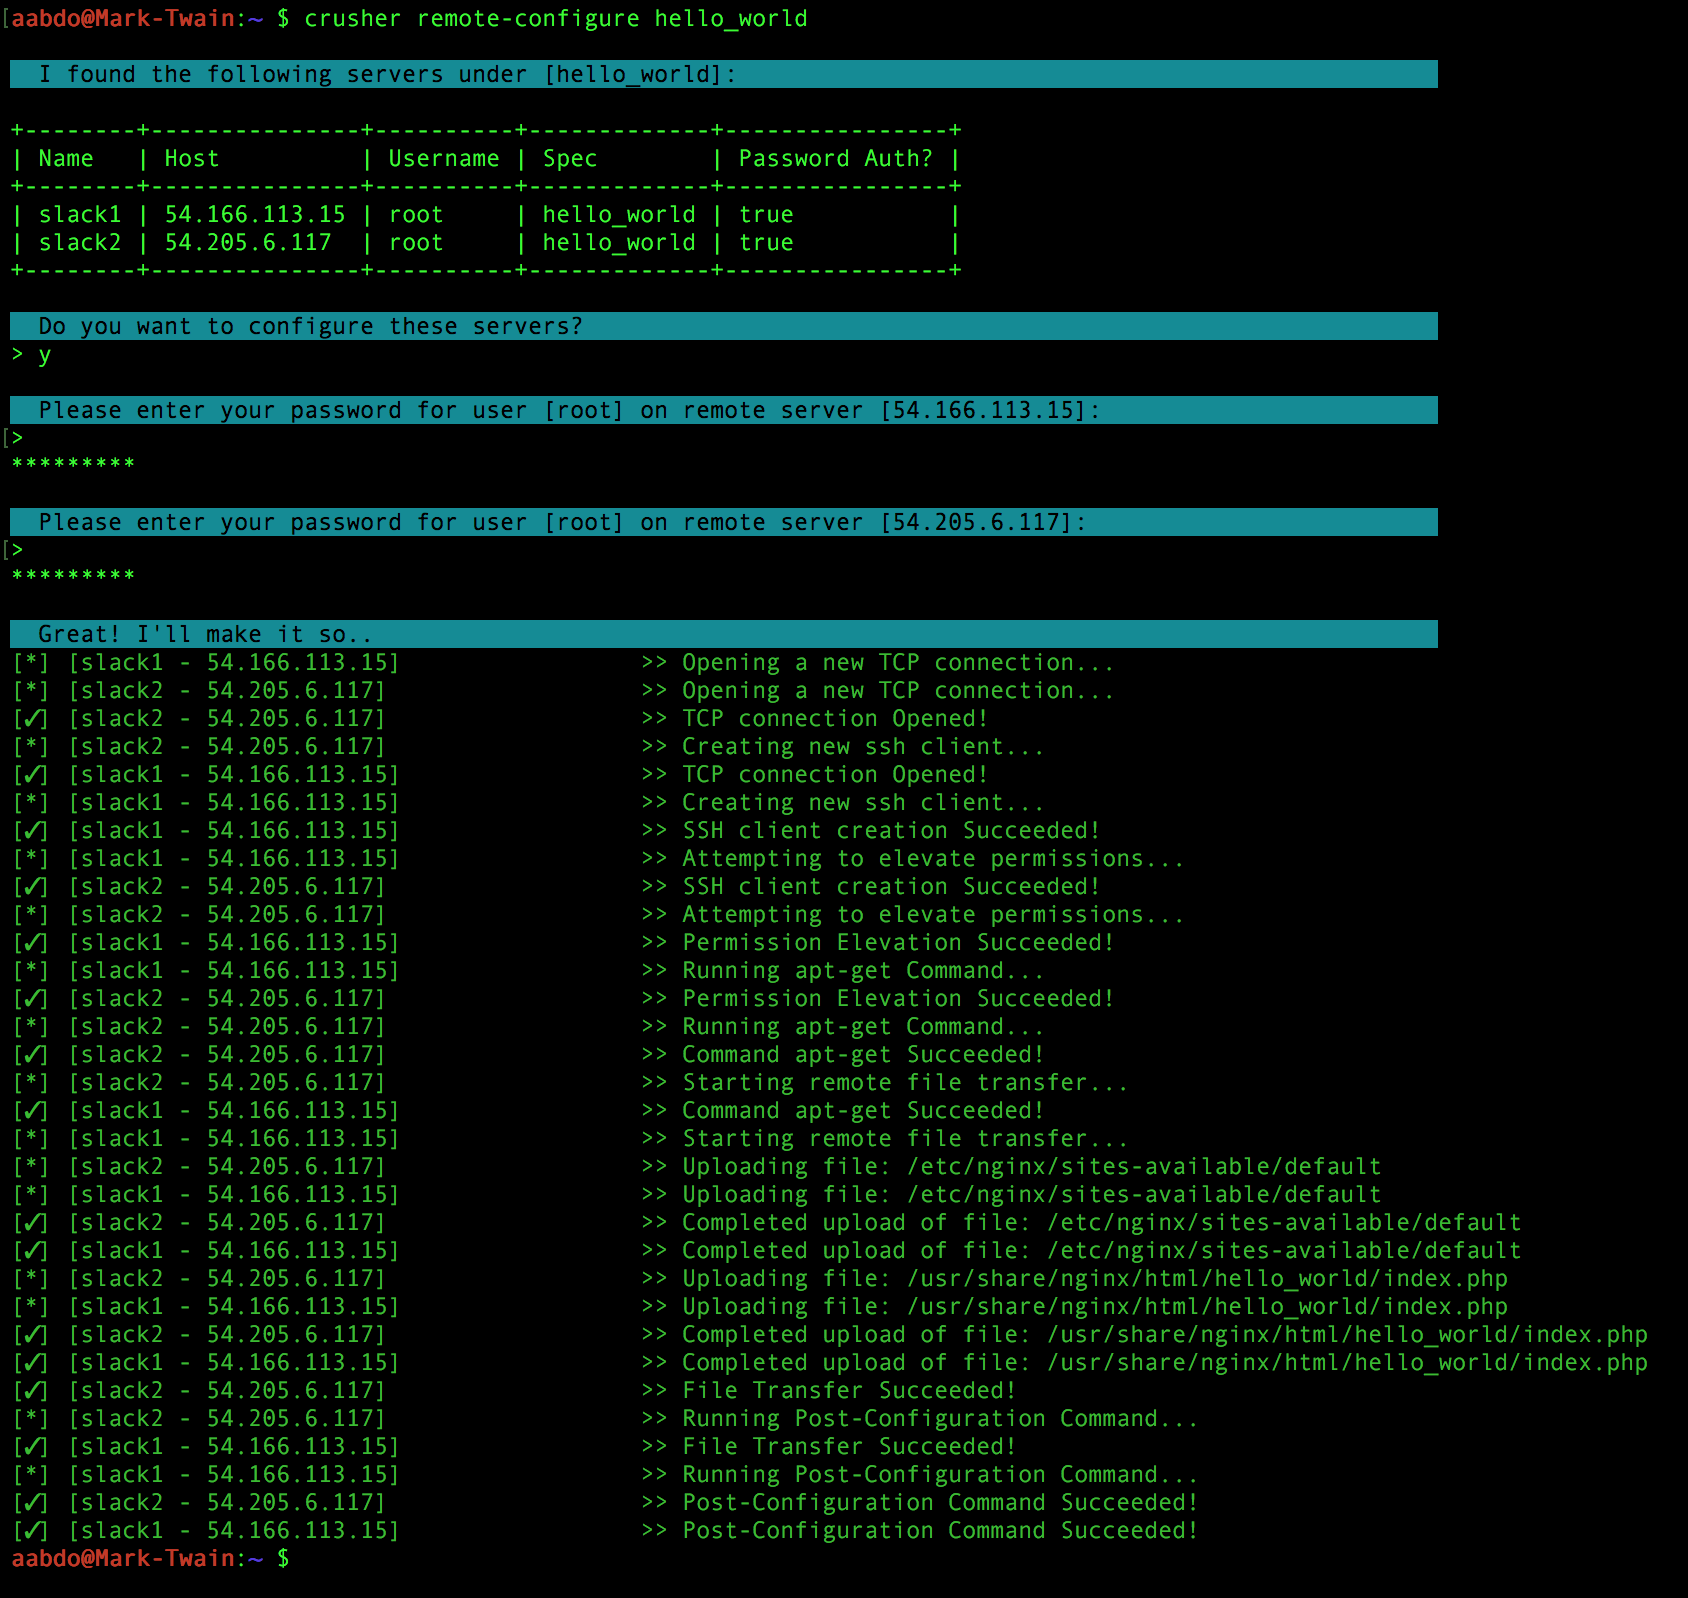 [aabdo@Mark-Twain:~ $ crusher remote-configure hello_world
I found the following servers under [hello_world]:
+--------+---------------+----------+-------------+----------------+
| Name   | Host          | Username | Spec        | Password Auth? |
+--------+---------------+----------+-------------+----------------+
| slack1 | 54.166.113.15 | root     | hello_world | true           |
| slack2 | 54.205.6.117  | root     | hello_world | true           |
+--------+---------------+----------+-------------+----------------+
Do you want to configure these servers?
> y
Please enter your password for user [root] on remote server [54.166.113.15]:
[>
*********
Please enter your password for user [root] on remote server [54.205.6.117]:
[>
*********
Great! I'll make it so..
[*] [slack1 - 54.166.113.15] >> Opening a new TCP connection...
[*] [slack2 - 54.205.6.117] >> Opening a new TCP connection...
[✓] [slack2 - 54.205.6.117] >> TCP connection Opened!
[*] [slack2 - 54.205.6.117] >> Creating new ssh client...
[✓] [slack1 - 54.166.113.15] >> TCP connection Opened!
[*] [slack1 - 54.166.113.15] >> Creating new ssh client...
[✓] [slack1 - 54.166.113.15] >> SSH client creation Succeeded!
[*] [slack1 - 54.166.113.15] >> Attempting to elevate permissions...
[✓] [slack2 - 54.205.6.117] >> SSH client creation Succeeded!
[*] [slack2 - 54.205.6.117] >> Attempting to elevate permissions...
[✓] [slack1 - 54.166.113.15] >> Permission Elevation Succeeded!
[*] [slack1 - 54.166.113.15] >> Running apt-get Command...
[✓] [slack2 - 54.205.6.117] >> Permission Elevation Succeeded!
[*] [slack2 - 54.205.6.117] >> Running apt-get Command...
[✓] [slack2 - 54.205.6.117] >> Command apt-get Succeeded!
[*] [slack2 - 54.205.6.117] >> Starting remote file transfer...
[✓] [slack1 - 54.166.113.15] >> Command apt-get Succeeded!
[*] [slack1 - 54.166.113.15] >> Starting remote file transfer...
[*] [slack2 - 54.205.6.117] >> Uploading file: /etc/nginx/sites-available/default
[*] [slack1 - 54.166.113.15] >> Uploading file: /etc/nginx/sites-available/default
[✓] [slack2 - 54.205.6.117] >> Completed upload of file: /etc/nginx/sites-available/default
[✓] [slack1 - 54.166.113.15] >> Completed upload of file: /etc/nginx/sites-available/default
[*] [slack2 - 54.205.6.117] >> Uploading file: /usr/share/nginx/html/hello_world/index.php
[*] [slack1 - 54.166.113.15] >> Uploading file: /usr/share/nginx/html/hello_world/index.php
[✓] [slack2 - 54.205.6.117] >> Completed upload of file: /usr/share/nginx/html/hello_world/index.php
[✓] [slack1 - 54.166.113.15] >> Completed upload of file: /usr/share/nginx/html/hello_world/index.php
[✓] [slack2 - 54.205.6.117] >> File Transfer Succeeded!
[*] [slack2 - 54.205.6.117] >> Running Post-Configuration Command...
[✓] [slack1 - 54.166.113.15] >> File Transfer Succeeded!
[*] [slack1 - 54.166.113.15] >> Running Post-Configuration Command...
[✓] [slack2 - 54.205.6.117] >> Post-Configuration Command Succeeded!
[✓] [slack1 - 54.166.113.15] >> Post-Configuration Command Succeeded!
aabdo@Mark-Twain:~ $